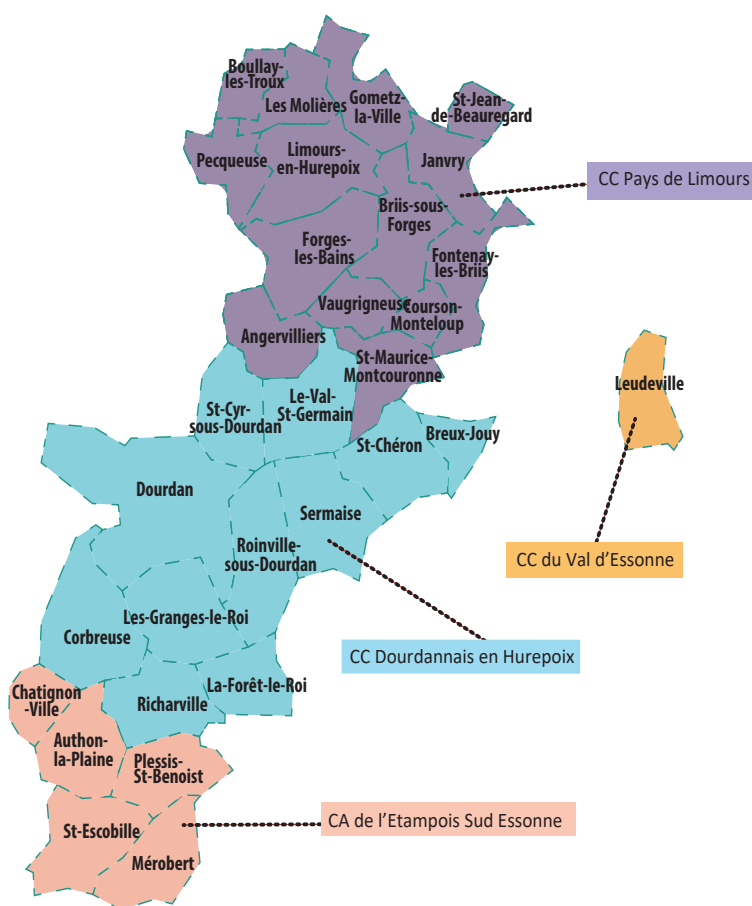 Boullay-
les-Troux
Les Molières
Gometz-
la-Ville
St-Jean-
de-Beauregard
Pecqueuse
Limours-
en-Hurepoix
Janvry
CC Pays de Limours
Briis-sous-
Forges
Forges-
les-Bains
Fontenay-
les-Briis
Vaugrigneuse
Courson-
Monteloup
Angervilliers
St-Maurice-
Montcouronne
Leudeville
St-Cyr-
sous-Dourdan
Le-Val-
St-Germain
St-Chéron
Breux-Jouy
Dourdan
Sermaise
Roinville-
sous-Dourdan
CC du Val d’Essonne
Les-Granges-le-Roi
Corbreuse
CC Dourdannais en Hurepoix
La-Forêt-le-Roi
Chatignon
-Ville
Richarville
Authon-
la-Plaine
Plessis-
St-Benoist
CA de l’Etampois Sud Essonne
St-Escobille
Mérobert